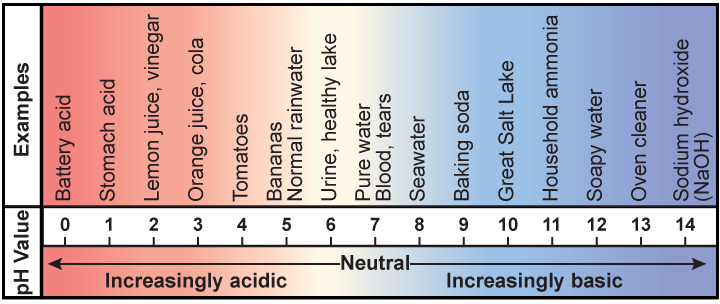 Examples
Battery acid
Stomach acid
Lemon juice, vinegar
Orange juice, cola
Tomatoes
Bananas
Normal rainwater
Urine, healthy lake
Pure water
Blood, tears
Seawater
Baking soda
Great Salt Lake
Household ammonia
Soapy water
Oven cleaner
Sodium hydroxide
(NaOH)
pH Value
0 1 2 3 4 5 6 7 8 9 10 11 12 13 14
Neutral
Increasingly acidic Increasingly basic